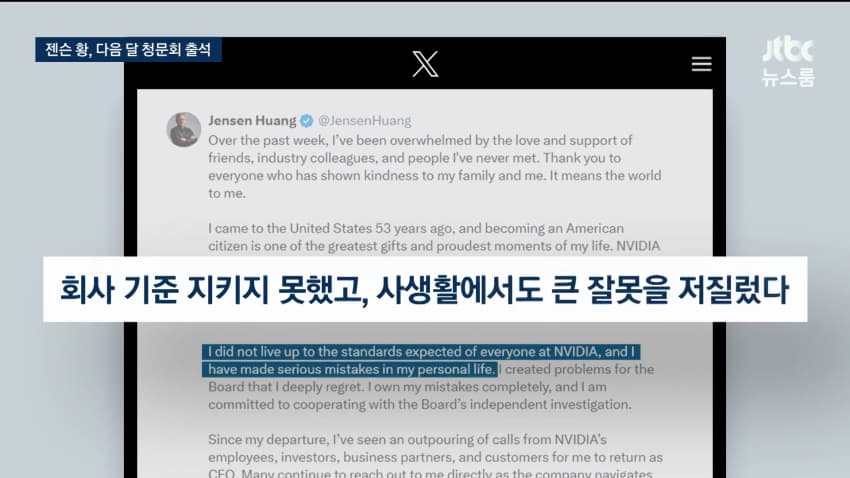 젠슨 황, 다음 달 청문회 출석
X
jtbc
뉴스룸
Jensen Huang @JensenHuang
Over the past week, I've been overwhelmed by the love and support of
friends, industry colleagues, and people I've never met. Thank you to
everyone who has shown kindness to my family and me. It means the world
to me.
I came to the United States 53 years ago, and becoming an American
citizen is one of the greatest gifts and proudest moments of my life. NVIDIA
회사 기준 지키지 못했고, 사생활에서도 큰 잘못을 저질렀다
I did not live up to the standards expected of everyone at NVIDIA, and I
have made serious mistakes in my personal life. I created problems for the
Board that I deeply regret. I own my mistakes completely, and I am
committed to cooperating with the Board's independent investigation.
Since my departure, I've seen an outpouring of calls from NVIDIA's
employees, investors, business partners, and customers for me to return as
CEO. Many continue to reach out to me directly as the company navigates